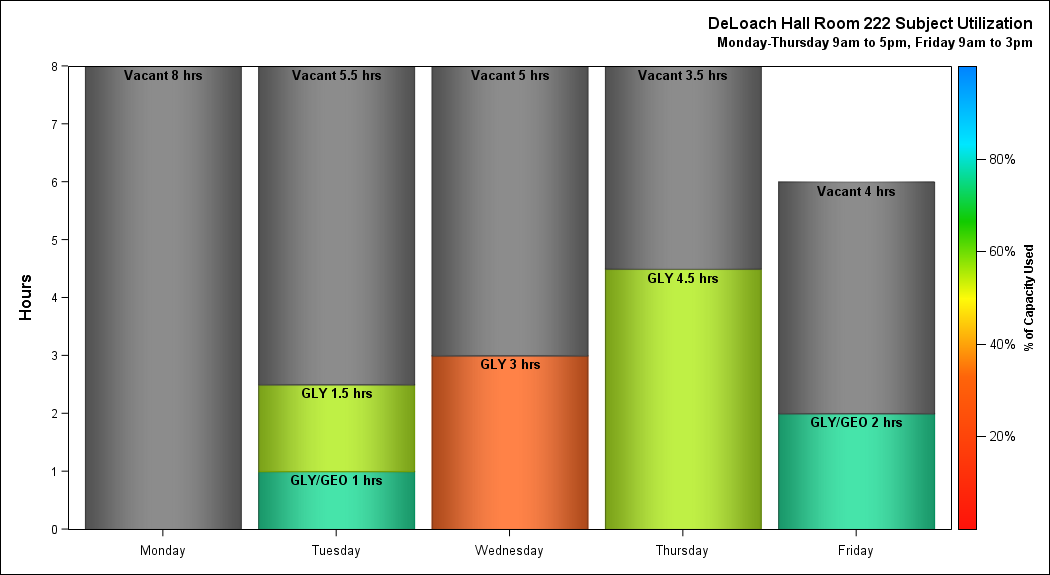 DeLoach Hall Room 222 Subject Utilization
Monday-Thursday 9am to 5pm, Friday 9am to 3pm
Hours
8
7
6
5
4
3
2
1
0
Vacant 8 hrs
Vacant 5.5 hrs
GLY 1.5 hrs
GLY/GEO 1 hrs
Vacant 5 hrs
GLY 3 hrs
Vacant 3.5 hrs
GLY 4.5 hrs
Vacant 4 hrs
GLY/GEO 2 hrs
Monday
Tuesday
Wednesday
Thursday
Friday
80%
60%
40%
20%
% of Capacity Used